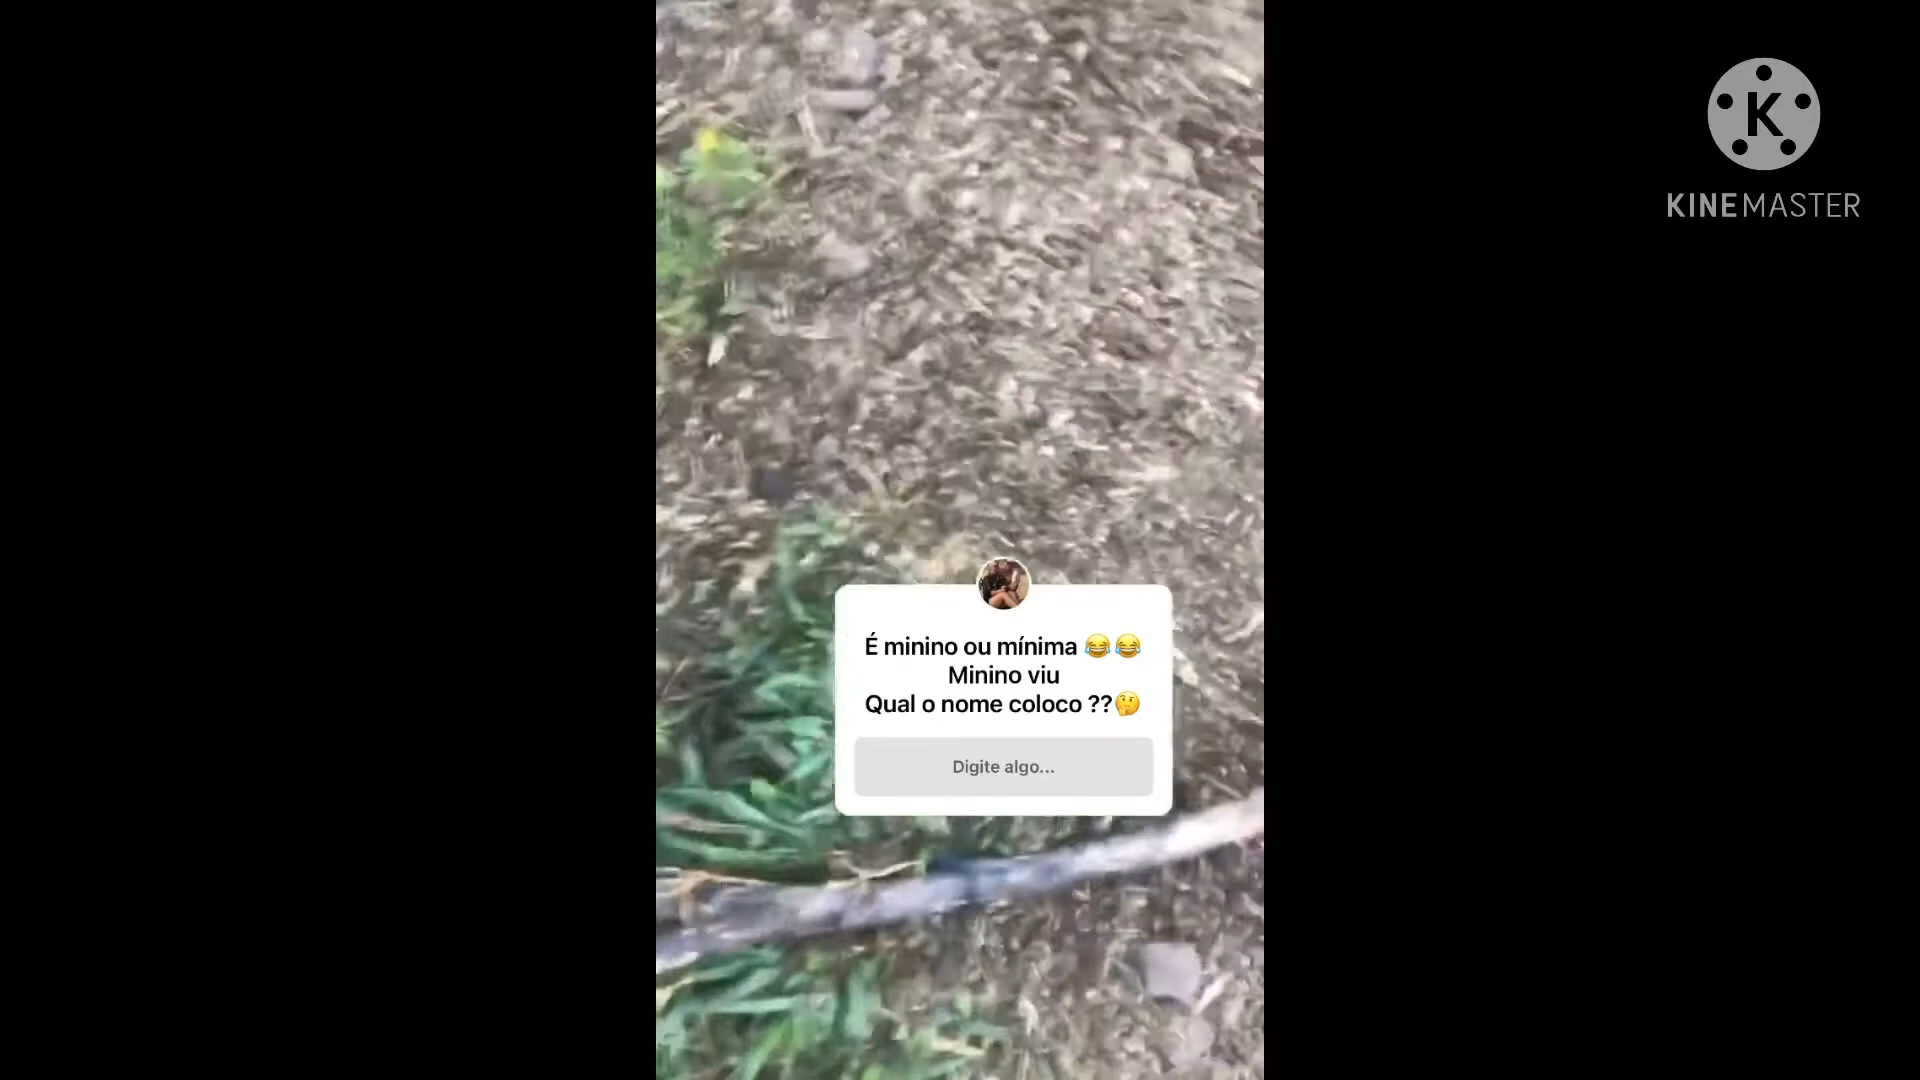 K
KINEMASTER
É minino ou mínima 😂😂
Minino viu
Qual o nome coloco ??🤔
Digite algo...